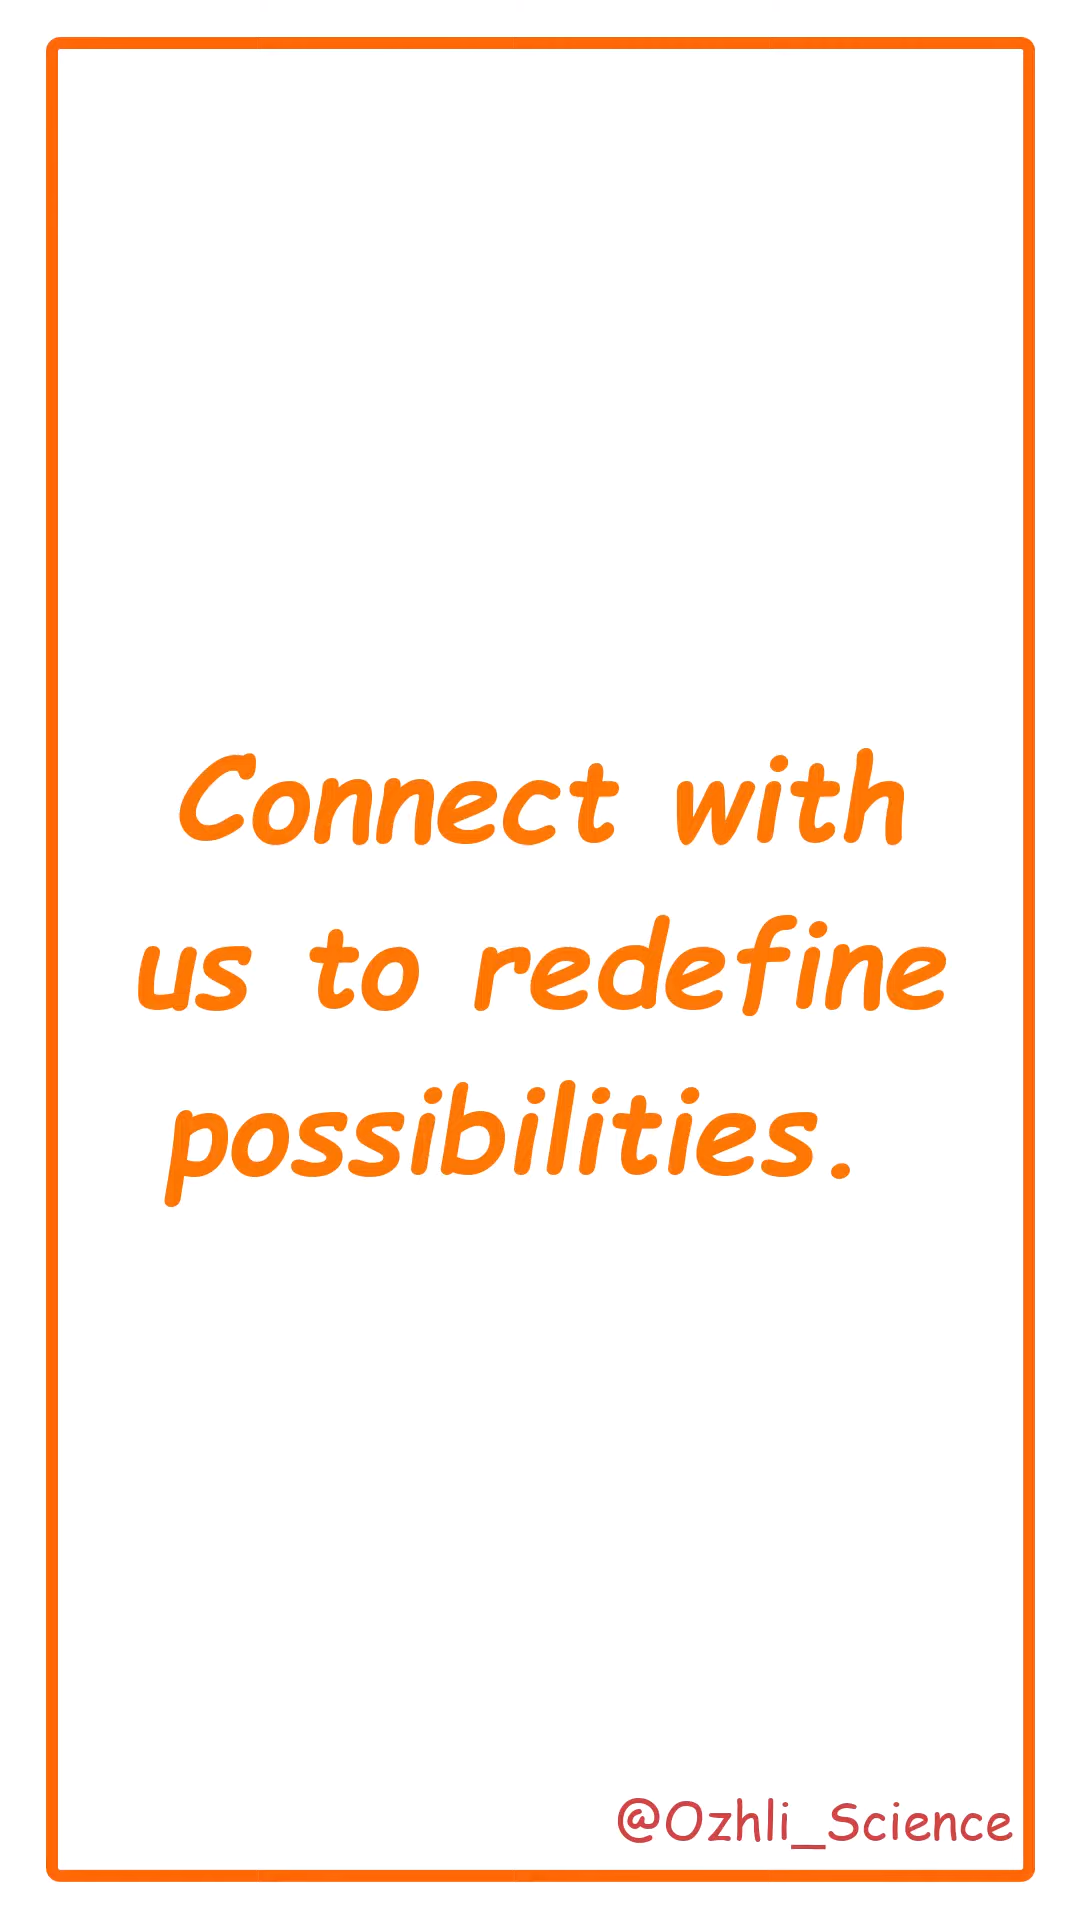 Connect with
us to redefine
possibilities.
@Ozhli_Science